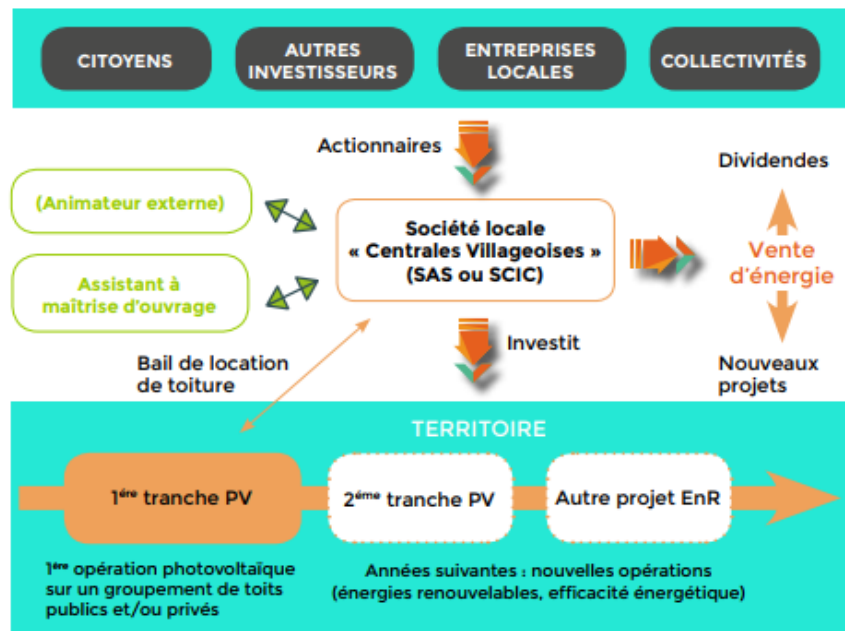 CITOYENS
AUTRES
INVESTISSEURS
ENTREPRISES
LOCALES
COLLECTIVITÉS
Actionnaires
Dividendes
(Animateur externe)
Société locale
« Centrales Villageoises »
(SAS ou SCIC)
Vente
d'énergie
Assistant à
maîtrise d'ouvrage
Bail de location
de toiture
Investit
Nouveaux
projets
TERRITOIRE
1ére tranche PV
2éme tranche PV
Autre projet EnR
1ére opération photovoltaïque
sur un groupement de toits
publics et/ou privés
Années suivantes : nouvelles opérations
(énergies renouvelables, efficacité énergétique)